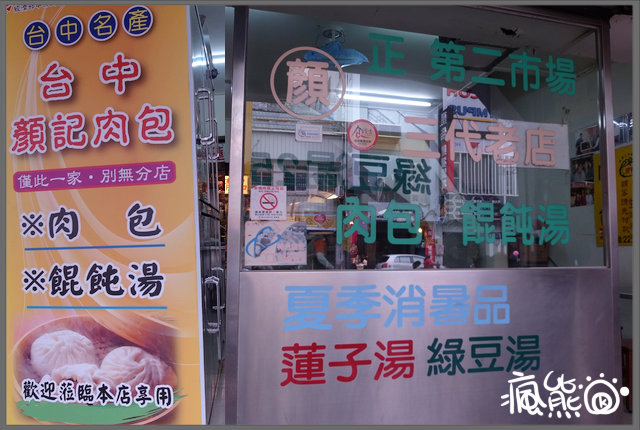 台中名產
台中
顏記肉包
僅此一家・別無分店
※肉包
※餛飩湯
歡迎蒞臨本店享用
顏
正 第二市場
三代老店
綠豆湯
肉包 餛飩湯
夏季消暑品
蓮子湯 綠豆湯
瘋熊